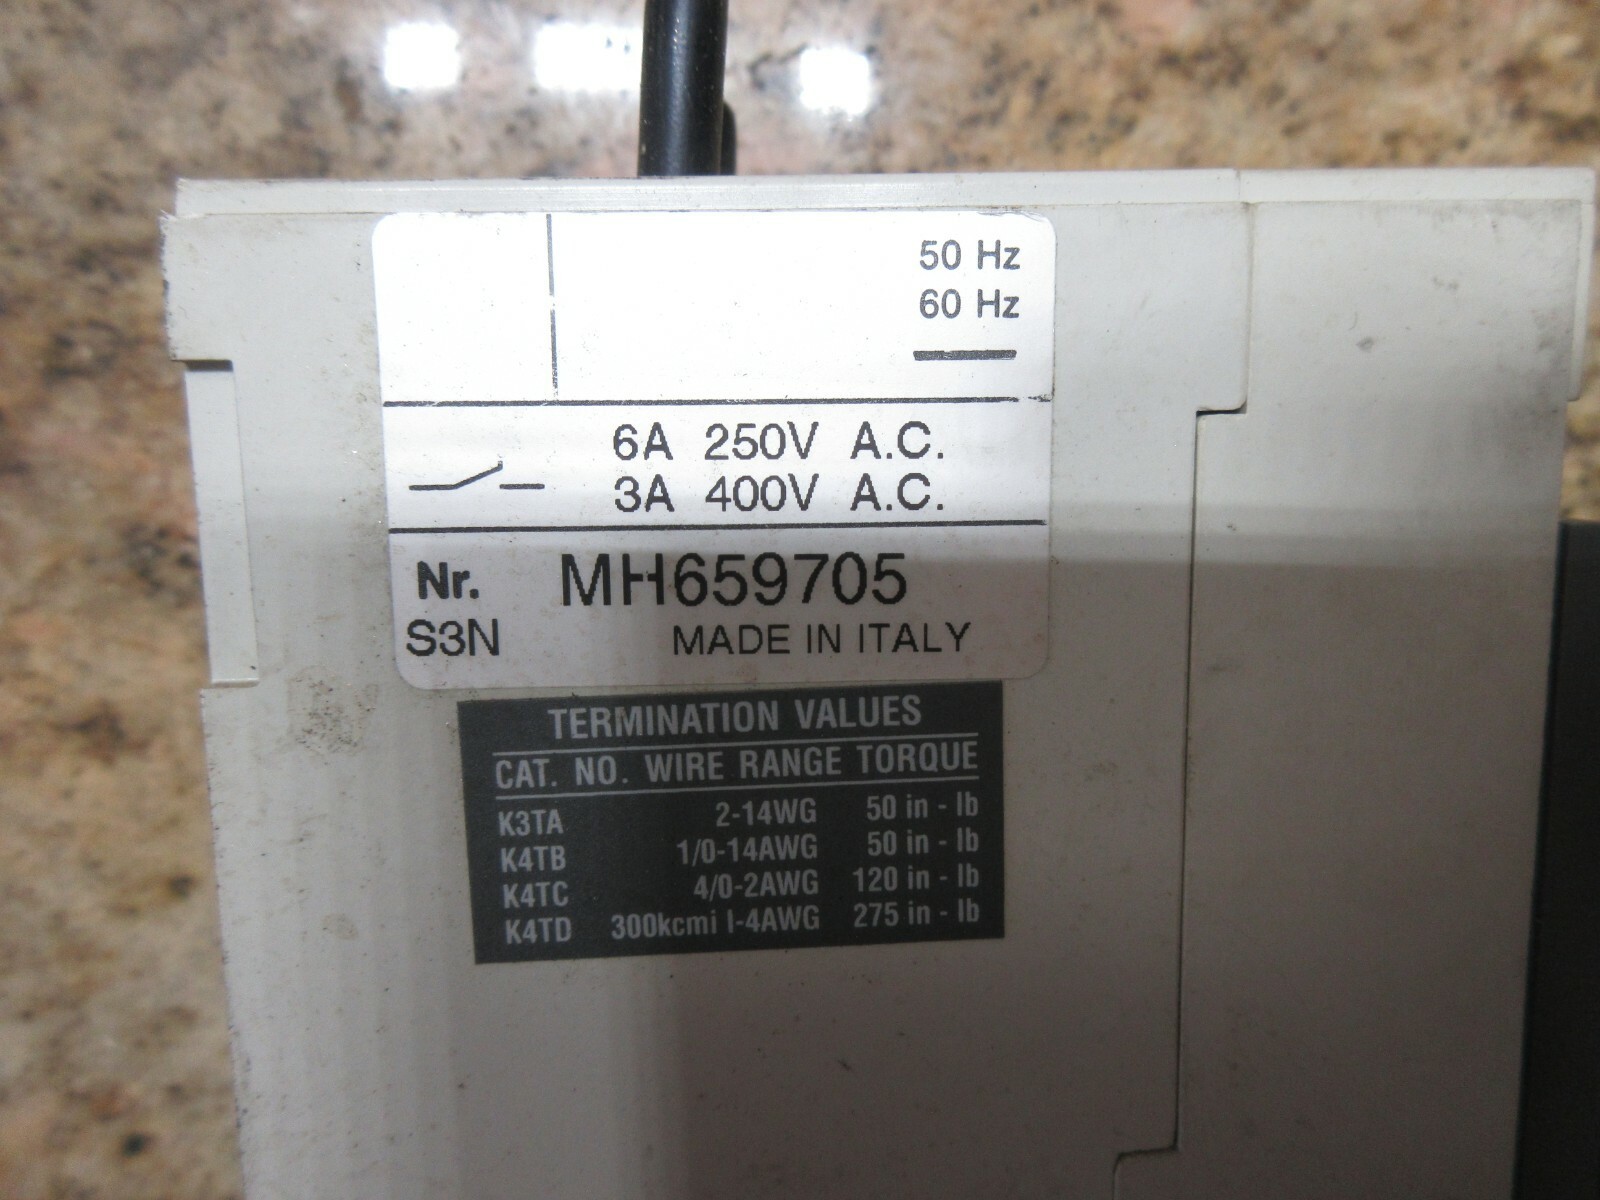 50 Hz
60 Hz
6A 250V A.C.
3A 400V A.C.
Nr. MH659705
S3N MADE IN ITALY
TERMINATION VALUES
CAT. NO. WIRE RANGE TORQUE
K3TA 2-14WG 50 in - lb
K4TB 1/0-14AWG 50 in - lb
K4TC 4/0-2AWG 120 in - lb
K4TD 300kcmi l-4AWG 275 in - lb